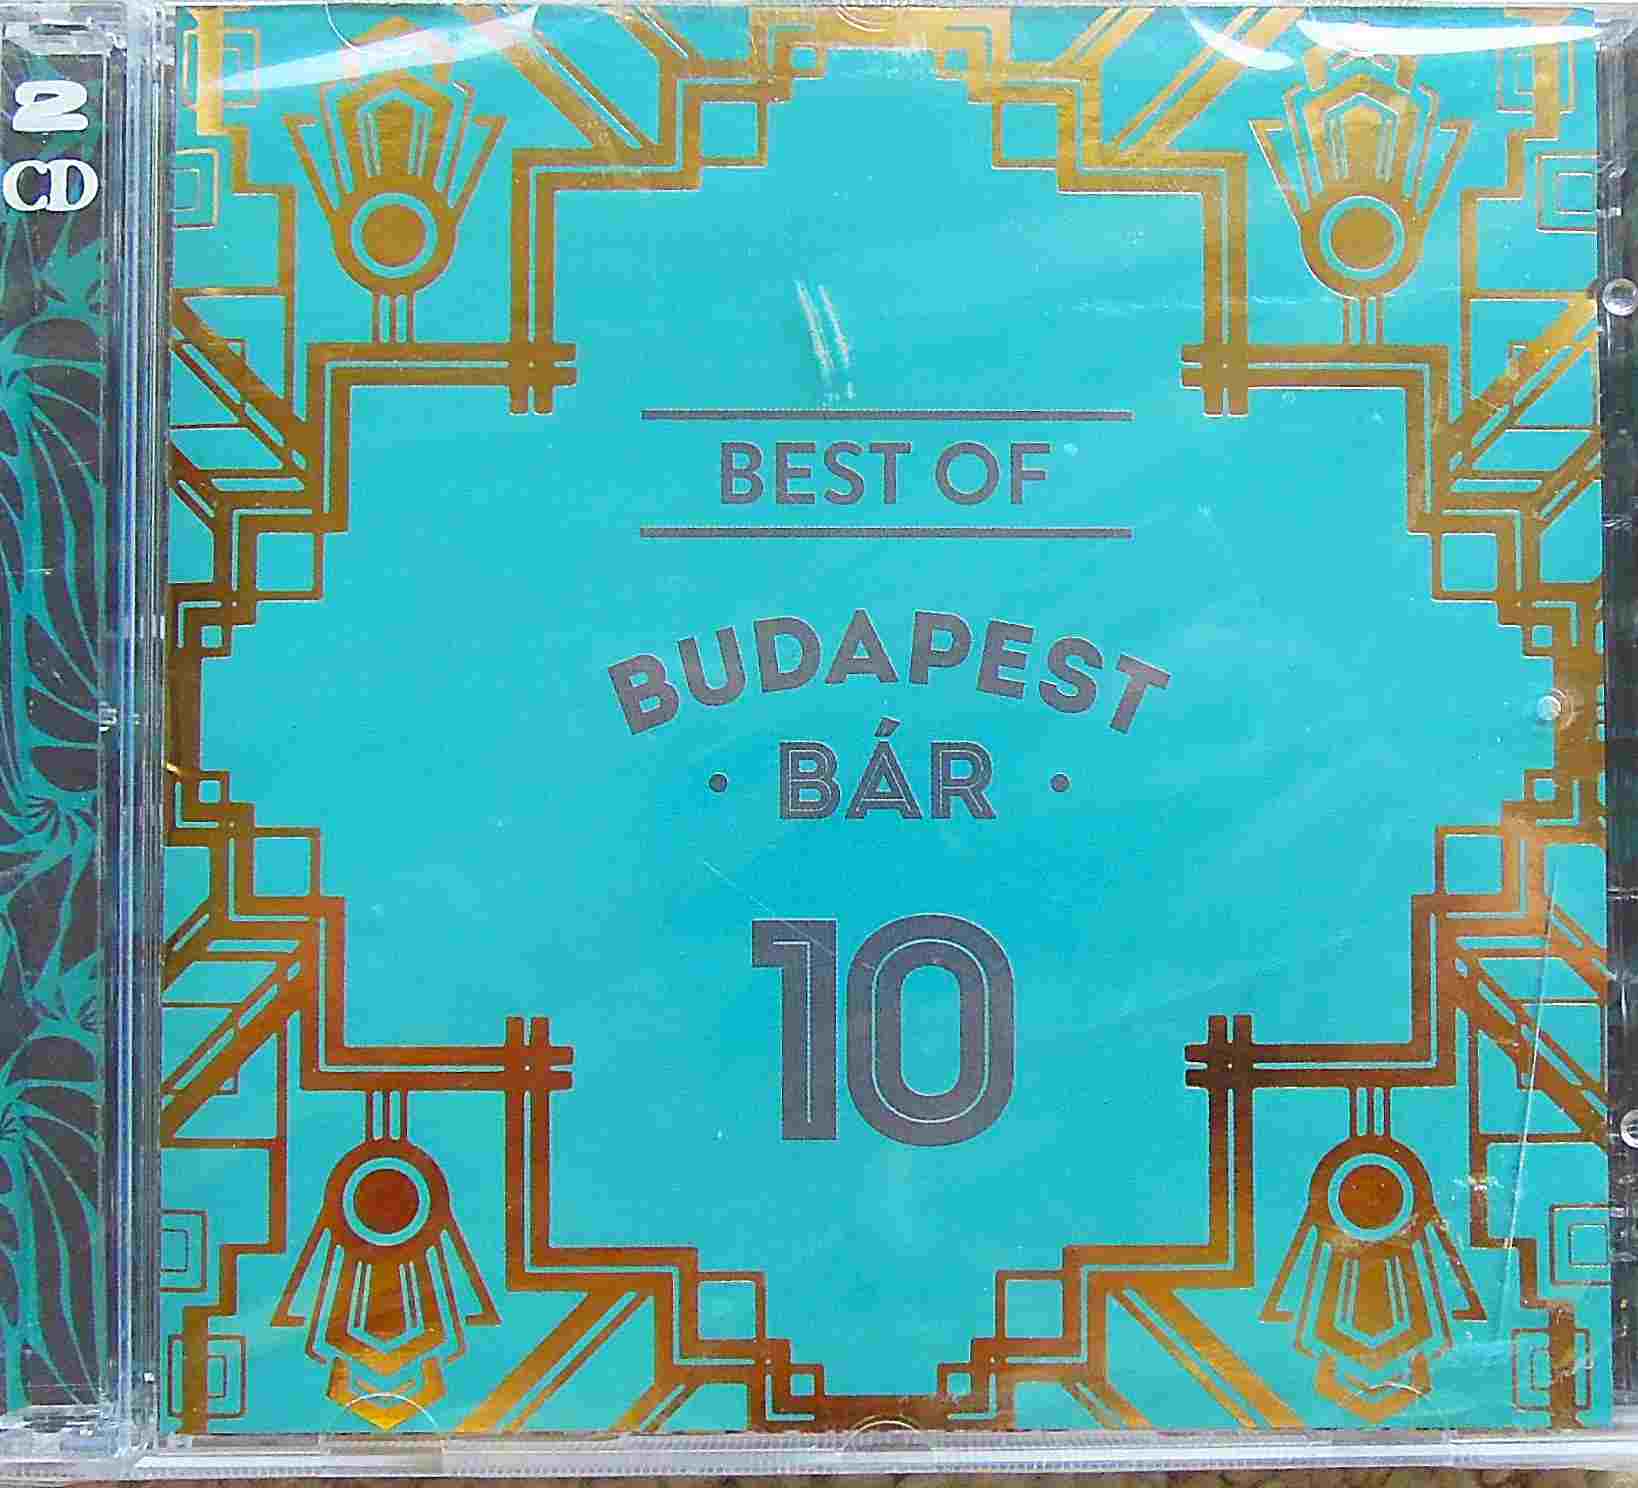 2
CD
BEST OF
BUDAPEST
• BÁR •
10